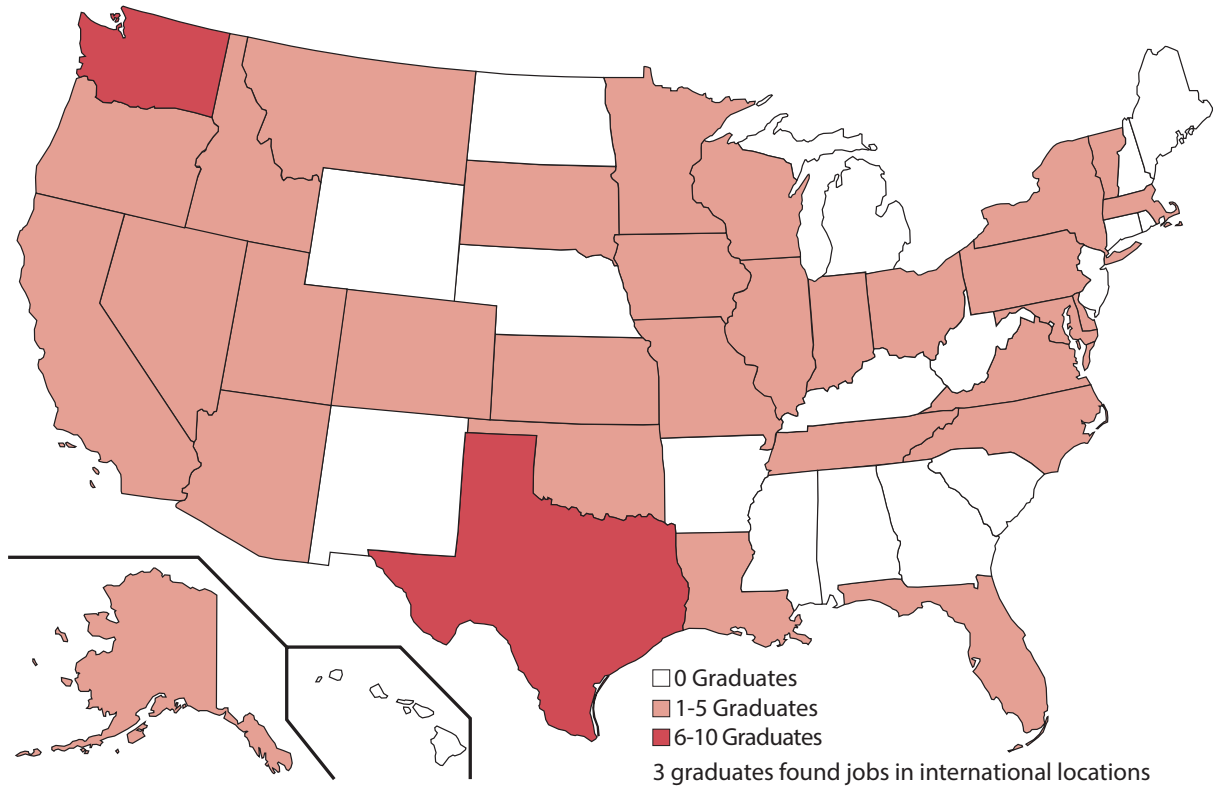 0 Graduates
1-5 Graduates
6-10 Graduates
3 graduates found jobs in international locations